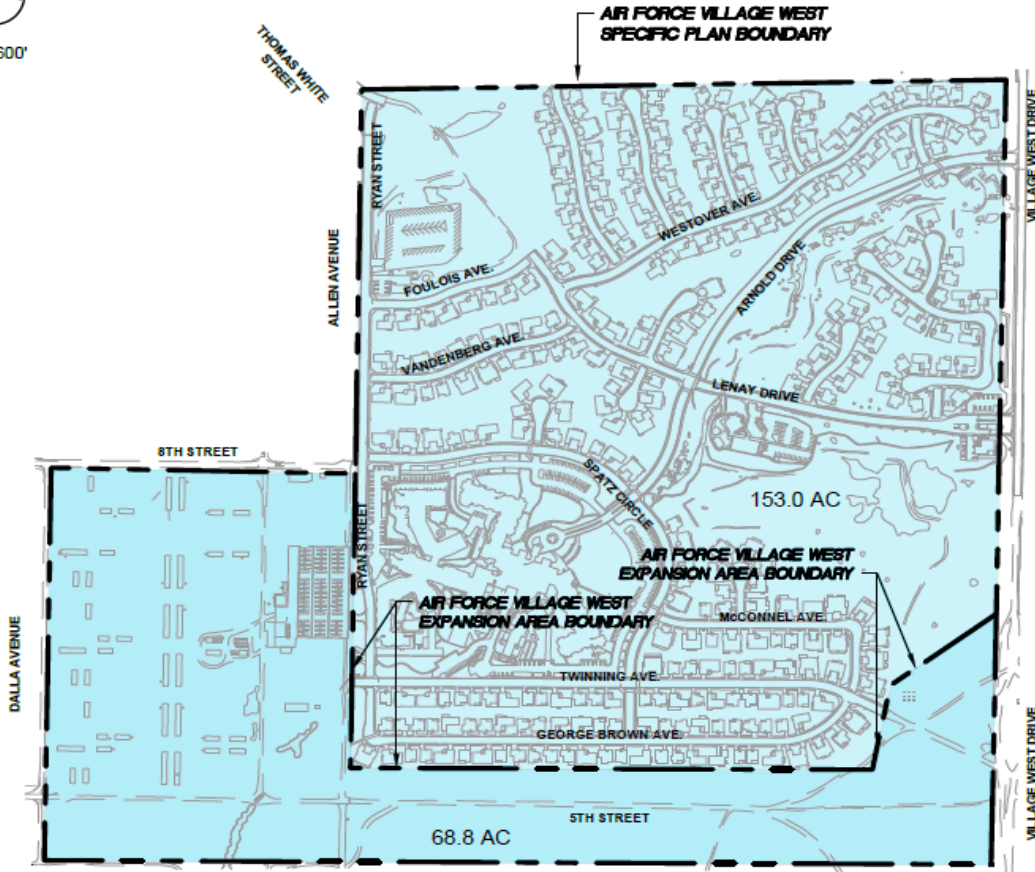 AIR FORCE VILLAGE WEST
SPECIFIC PLAN BOUNDARY
600'
THOMAS WHITE
STREET
VILLAGE WEST DRIVE
RYAN STREET
WESTOVER AVE.
ALLEN AVENUE
FOULOIS AVE.
ARNOLD DRIVE
VANDENBERG AVE.
LENAY DRIVE
8TH STREET
SPATZ CIRCLE
153.0 AC
RYAN STREET
AIR FORCE VILLAGE WEST
EXPANSION AREA BOUNDARY
AIR FORCE VILLAGE WEST
EXPANSION AREA BOUNDARY
McCONNEL AVE.
DALLA AVENUE
TWINNING AVE.
GEORGE BROWN AVE.
VILLAGE WEST DRIVE
5TH STREET
68.8 AC